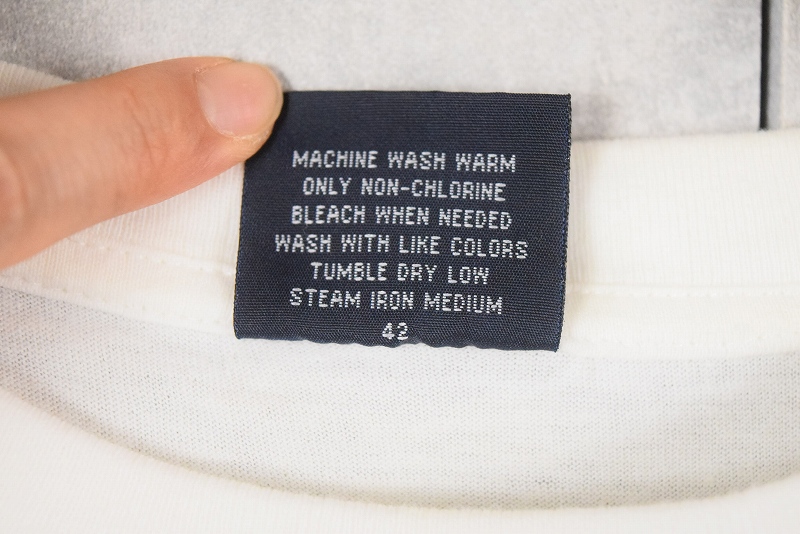 MACHINE WASH WARM
ONLY NON-CHLORINE
BLEACH WHEN NEEDED
WASH WITH LIKE COLORS
TUMBLE DRY LOW
STEAM IRON MEDIUM
42